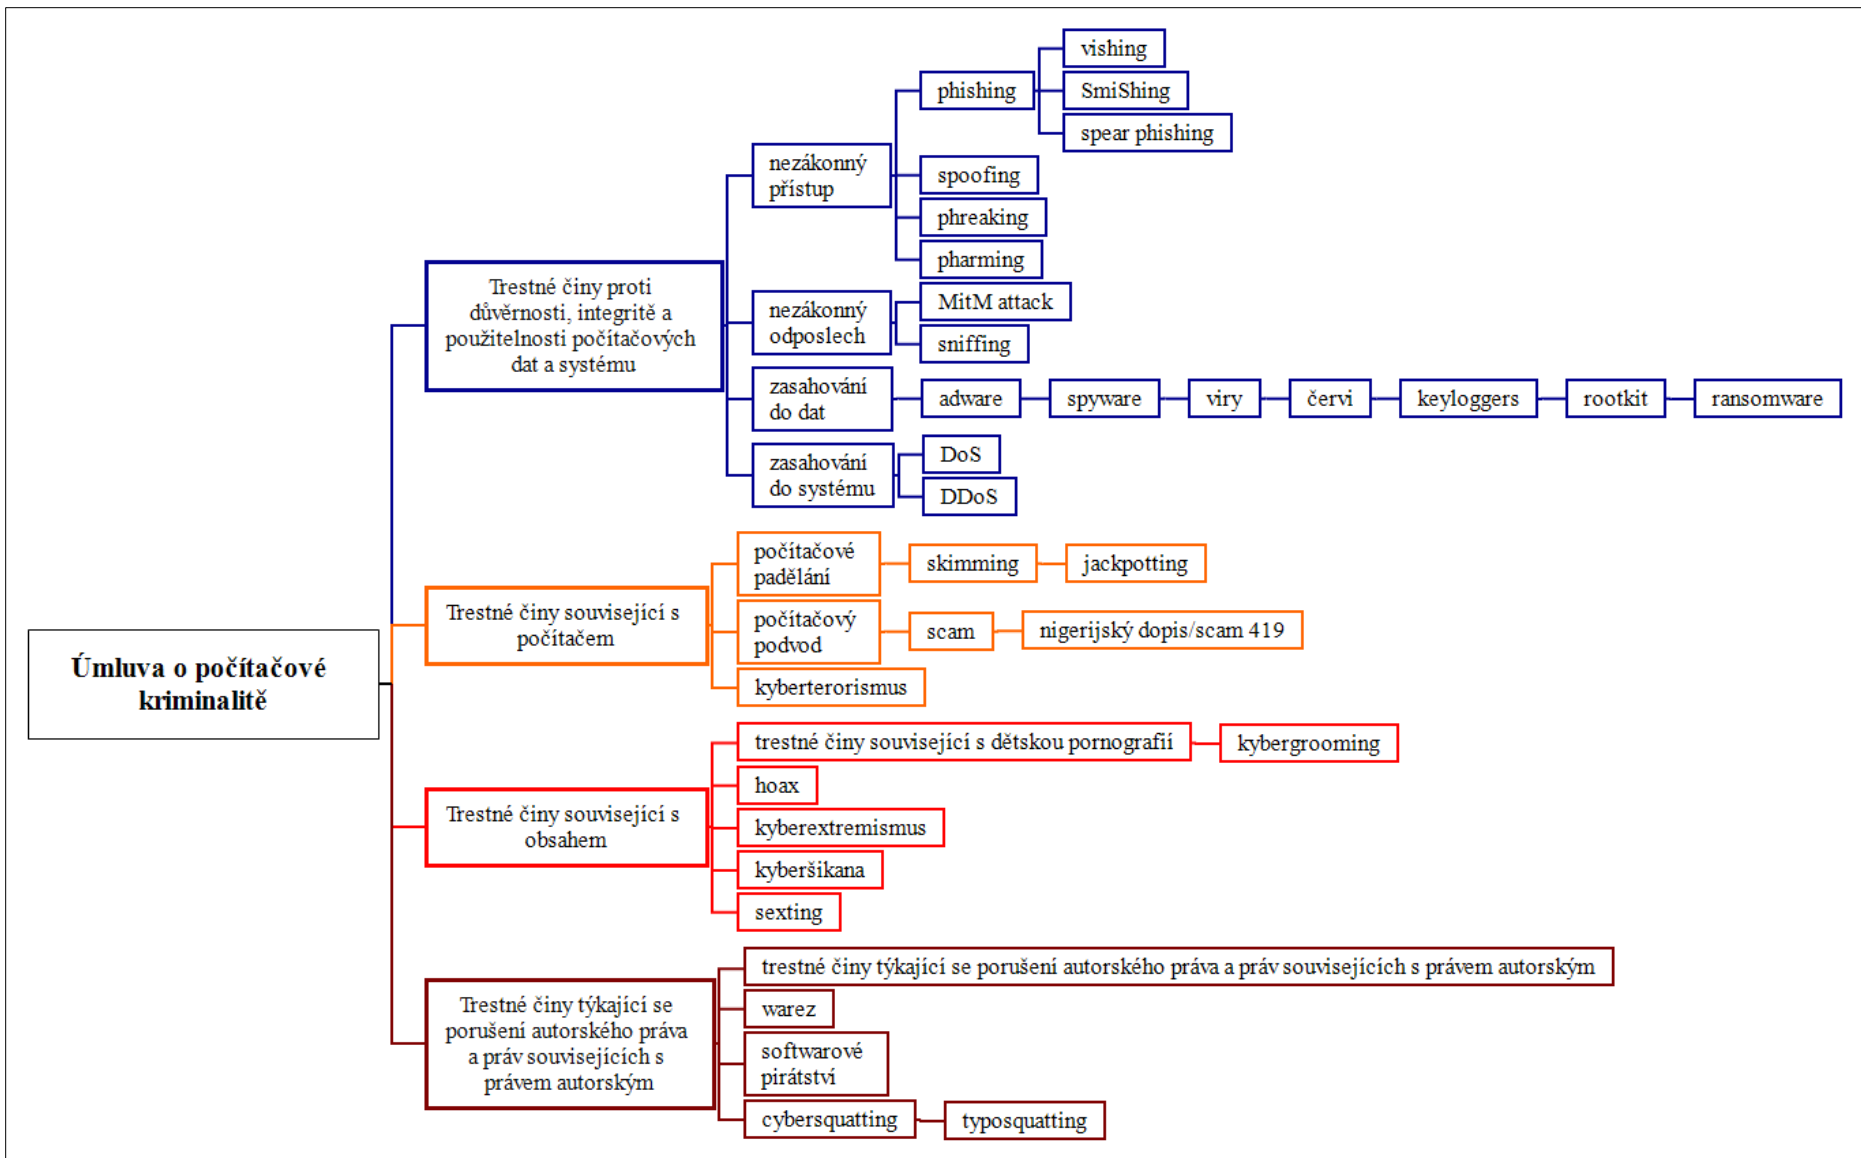 Úmluva o počítačové
kriminalitě
Trestné činy proti
důvěrnosti, integritě a
použitelnosti počítačových
dat a systému
nezákonný
přístup
phishing
vishing
SmiShing
spear phishing
spoofing
phreaking
pharming
nezákonný
odposlech
MitM attack
sniffing
zasahování
do dat
adware
spyware
viry
červi
keyloggers
rootkit
ransomware
zasahování
do systému
DoS
DDoS
Trestné činy související s
počítačem
počítačové
padělání
skimming
jackpotting
počítačový
podvod
scam
nigerijský dopis/scam 419
kyberterorismus
Trestné činy související s
obsahem
trestné činy související s dětskou pornografií
kybergrooming
hoax
kyberextremismus
kyberšikana
sexting
Trestné činy týkající se
porušení autorského práva
a práv souvisejících s
právem autorským
trestné činy týkající se porušení autorského práva a práv souvisejících s právem autorským
warez
softwarové
pirátství
cybersquatting
typosquatting